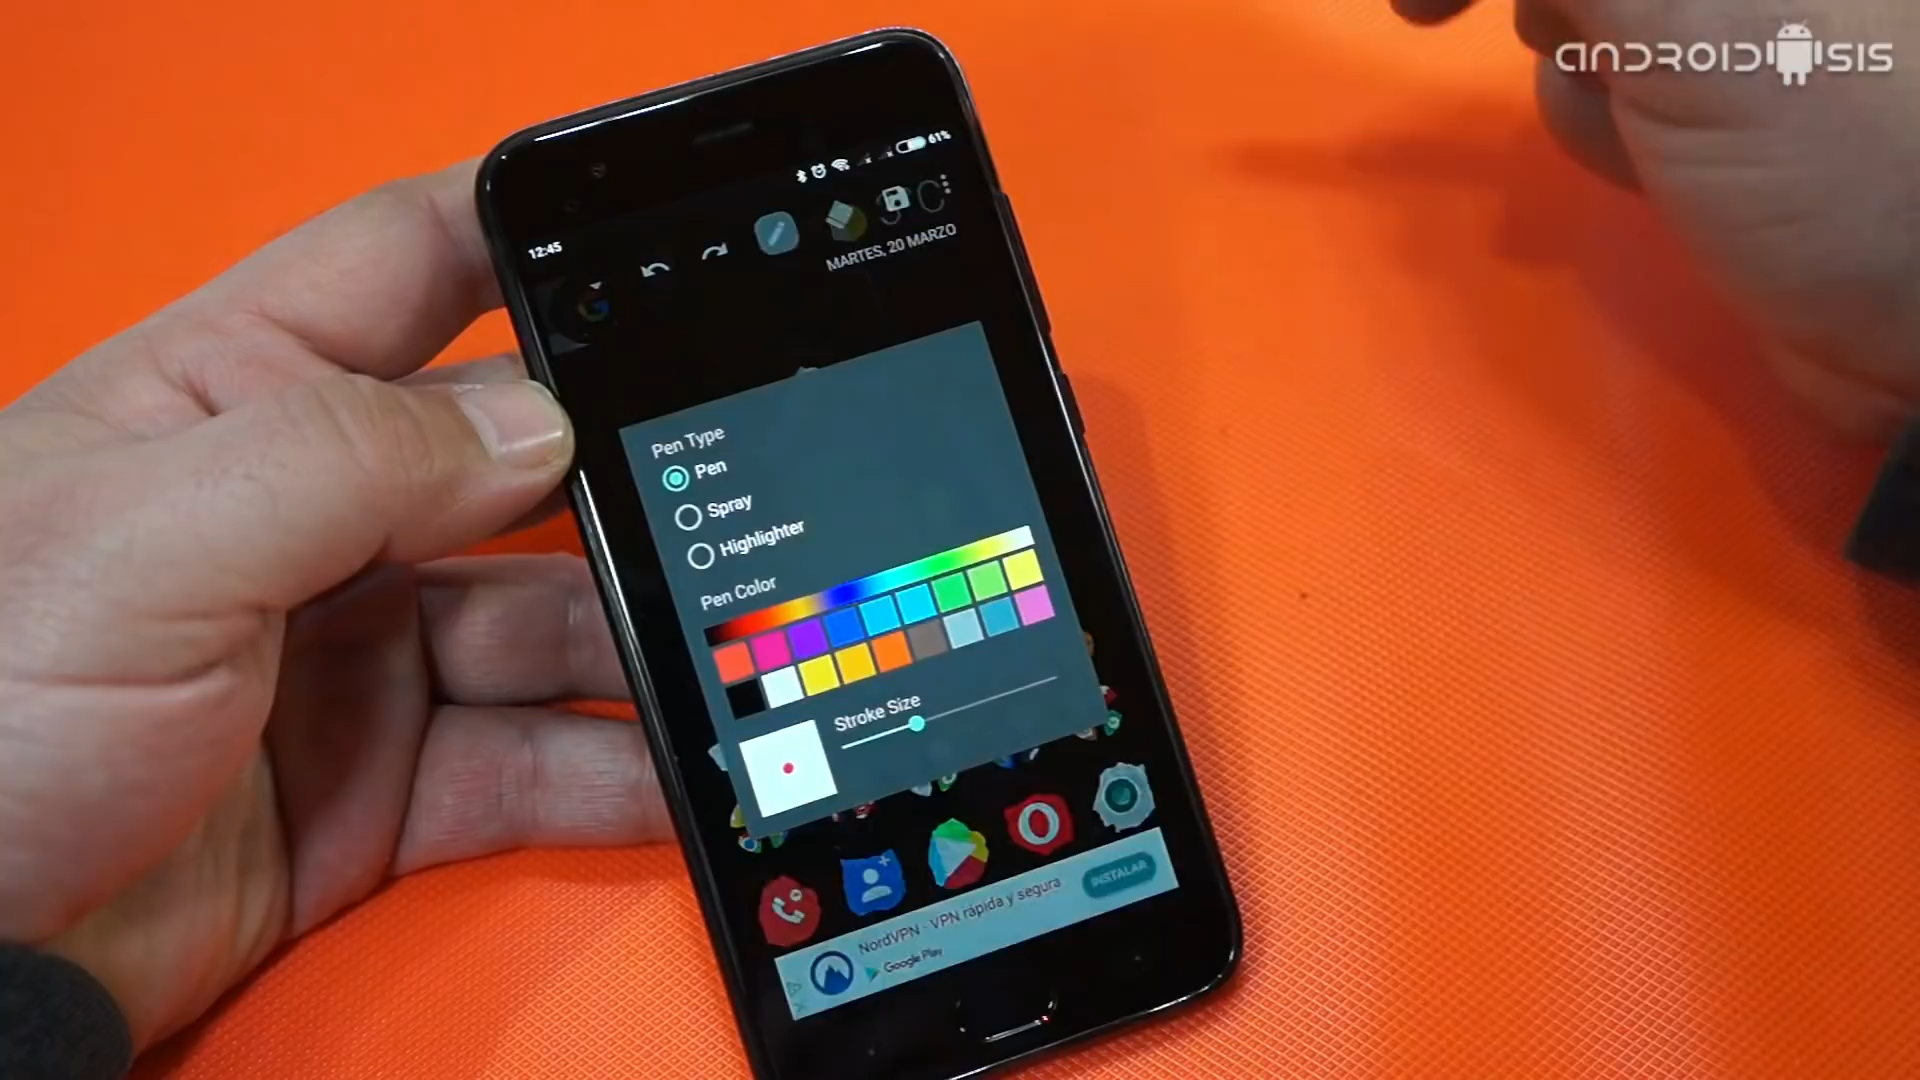 ANDROIDSIS
61%
12:45
MARTES, 20 MARZO
Pen Type
Pen
Spray
Highlighter
Pen Color
Stroke Size
NordVPN - VPN rápida y segura
Google Play
INSTALAR